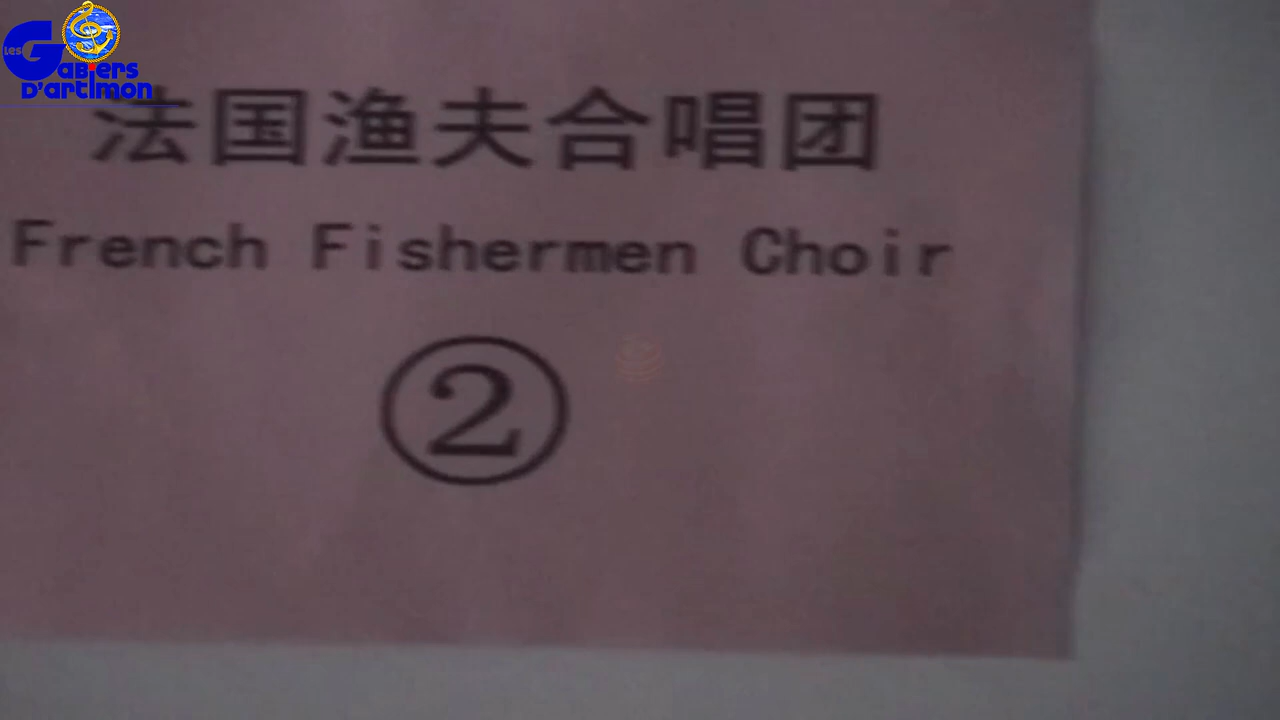 Les Gabiers
D'artimon
法国渔夫合唱团
French Fishermen Choir
②